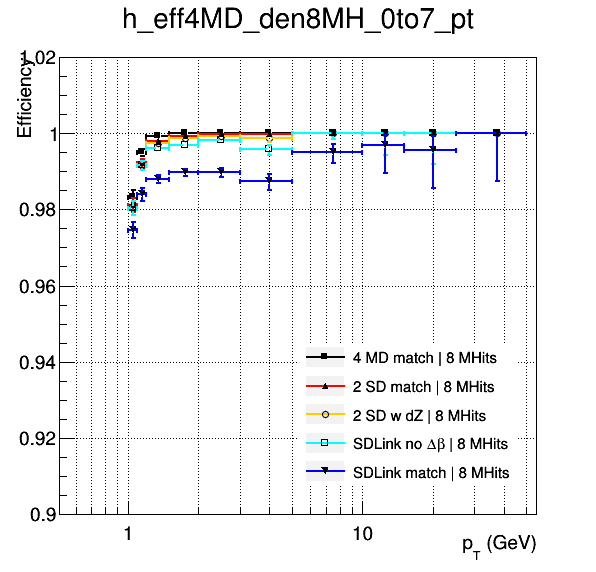 h_eff4MD_den8MH_0to7_pt
Efficiency
1.02
1
0.98
0.96
0.94
0.92
0.9
4 MD match | 8 MHits
2 SD match | 8 MHits
2 SD w dZ | 8 MHits
SDLink no Δβ | 8 MHits
SDLink match | 8 MHits
1
10
p_T (GeV)